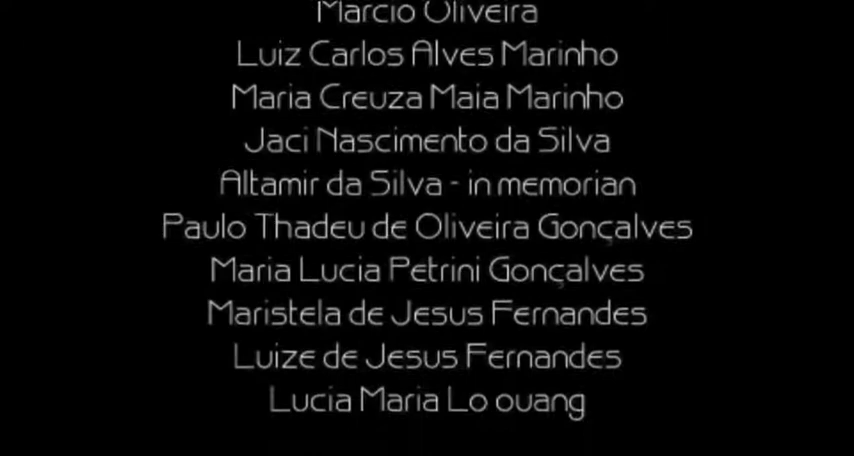 Marcio Oliveira
Luiz Carlos Alves Marinho
Maria Creuza Maia Marinho
Jaci Nascimento da Silva
Altamir da Silva - in memorian
Paulo Thadeu de Oliveira Gonçalves
Maria Lucia Petrini Gonçalves
Maristela de Jesus Fernandes
Luize de Jesus Fernandes
Lucia Maria Lo ouang